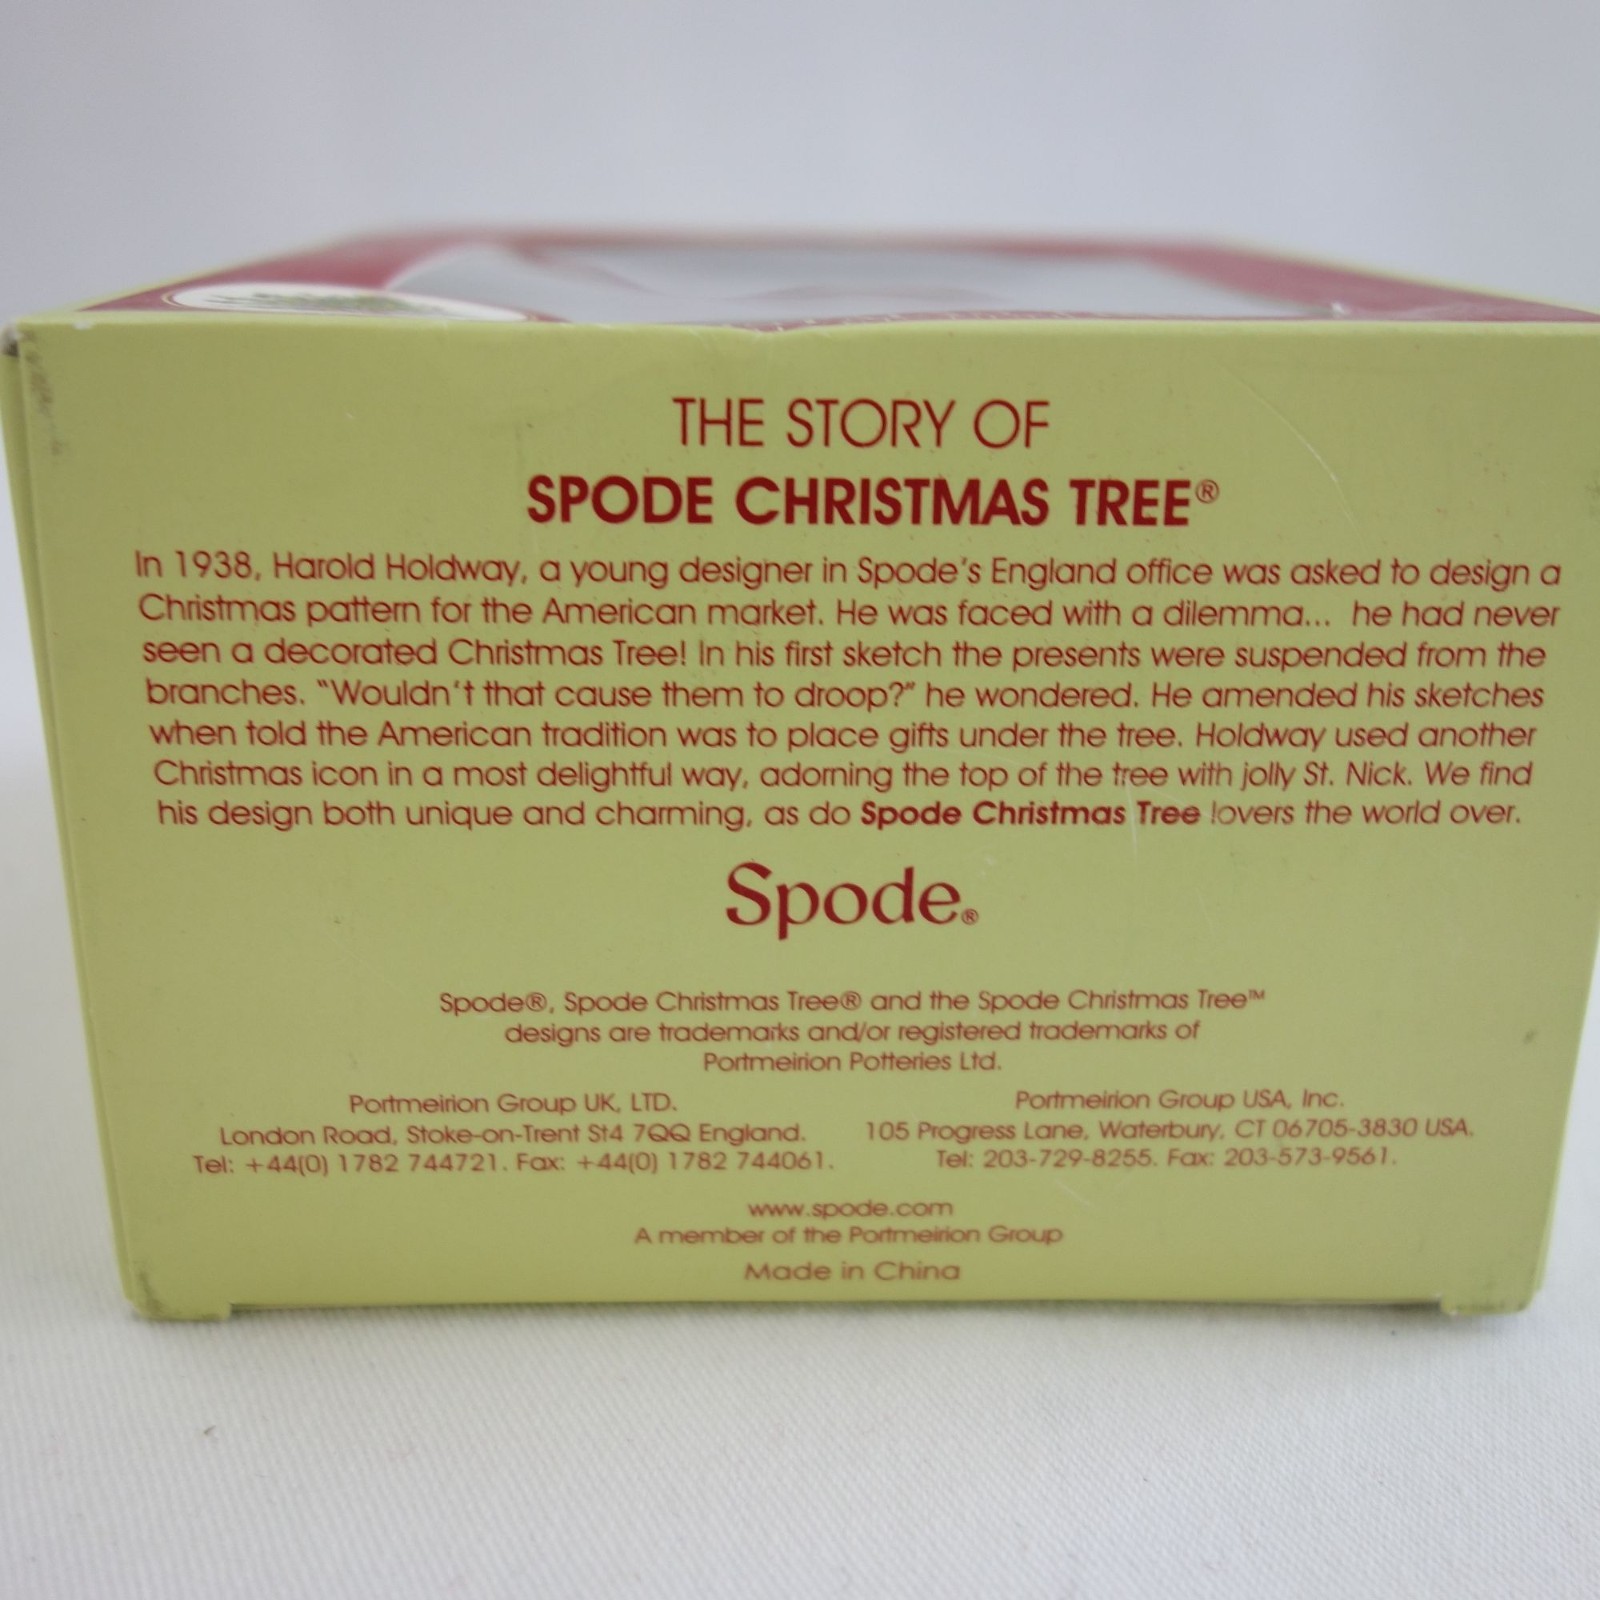 THE STORY OF
SPODE CHRISTMAS TREE®
In 1938, Harold Holdway, a young designer in Spode's England office was asked to design a
Christmas pattern for the American market. He was faced with a dilemma... he had never
seen a decorated Christmas Tree! In his first sketch the presents were suspended from the
branches. "Wouldn't that cause them to droop?" he wondered. He amended his sketches
when told the American tradition was to place gifts under the tree. Holdway used another
Christmas icon in a most delightful way, adorning the top of the tree with jolly St. Nick. We find
his design both unique and charming, as do Spode Christmas Tree lovers the world over.
Spode®
Spode®, Spode Christmas Tree® and the Spode Christmas Tree™
designs are trademarks and/or registered trademarks of
Portmeirion Potteries Ltd.
Portmeirion Group UK, LTD.
London Road, Stoke-on-Trent St4 7QQ England.
Tel: +44(0) 1782 744721. Fax: +44(0) 1782 744061.
Portmeirion Group USA, Inc.
105 Progress Lane, Waterbury, CT 06705-3830 USA.
Tel: 203-729-8255. Fax: 203-573-9561.
www.spode.com
A member of the Portmeirion Group
Made in China